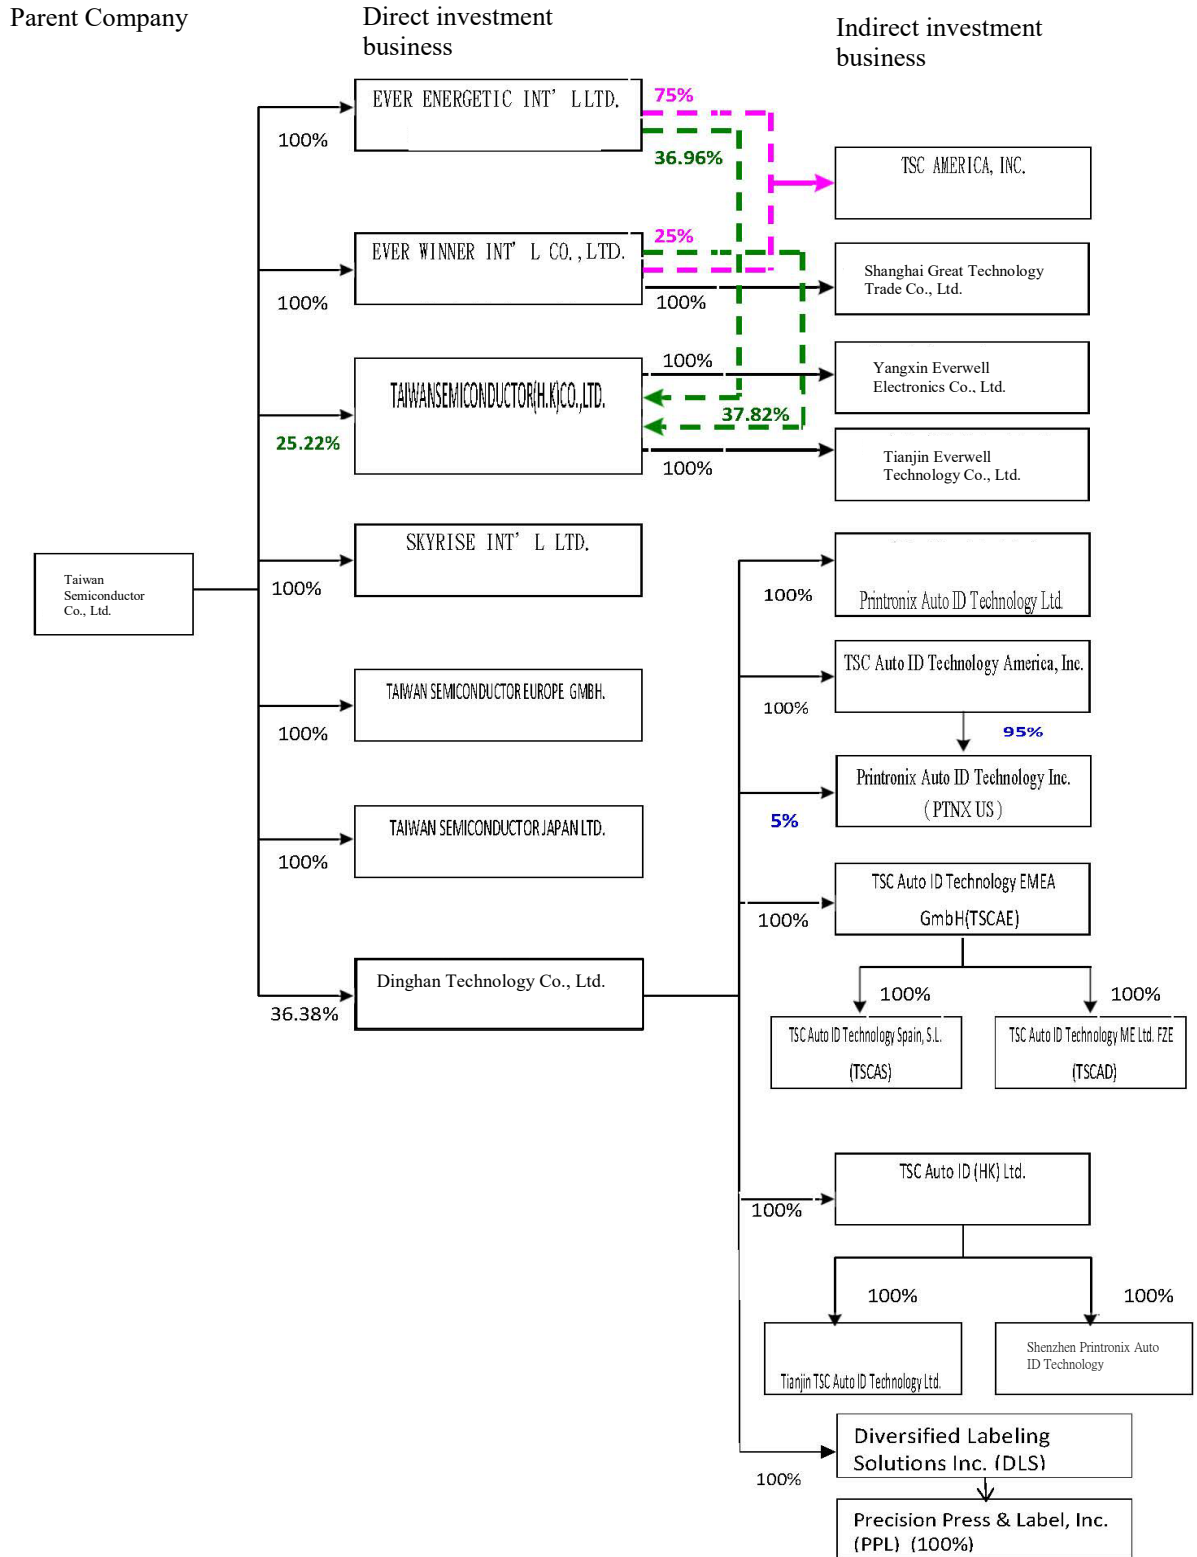 Parent Company
Direct investment
business
Indirect investment
business
EVER ENERGETIC INT' L LTD.
75%
100%
36.96%
TSC AMERICA, INC.
EVER WINNER INT' L CO.,LTD.
25%
100%
100%
Shanghai Great Technology
Trade Co., Ltd.
100%
Yangxin Everwell
Electronics Co., Ltd.
TAIWANSEMICONDUCTOR(H.K)CO.,LTD.
37.82%
25.22%
100%
Tianjin Everwell
Technology Co., Ltd.
SKYRISE INT' L LTD.
100%
Taiwan
Semiconductor
Co., Ltd.
100%
Printronix Auto ID Technology Ltd.
TSC Auto ID Technology America, Inc.
100%
TAIWAN SEMICONDUCTOR EUROPE GMBH.
100%
95%
Printronix Auto ID Technology Inc.
(PTNX US)
5%
TAIWAN SEMICONDUCTOR JAPAN LTD.
100%
TSC Auto ID Technology EMEA
GmbH(TSCAE)
100%
Dinghan Technology Co., Ltd.
36.38%
100%
100%
TSC Auto ID Technology Spain, S.L.
(TSCAS)
TSC Auto ID Technology ME Ltd. FZE
(TSCAD)
TSC Auto ID (HK) Ltd.
100%
100%
100%
Tianjin TSC Auto ID Technology Ltd.
Shenzhen Printronix Auto
ID Technology
Diversified Labeling
Solutions Inc. (DLS)
100%
Precision Press & Label, Inc.
(PPL) (100%)